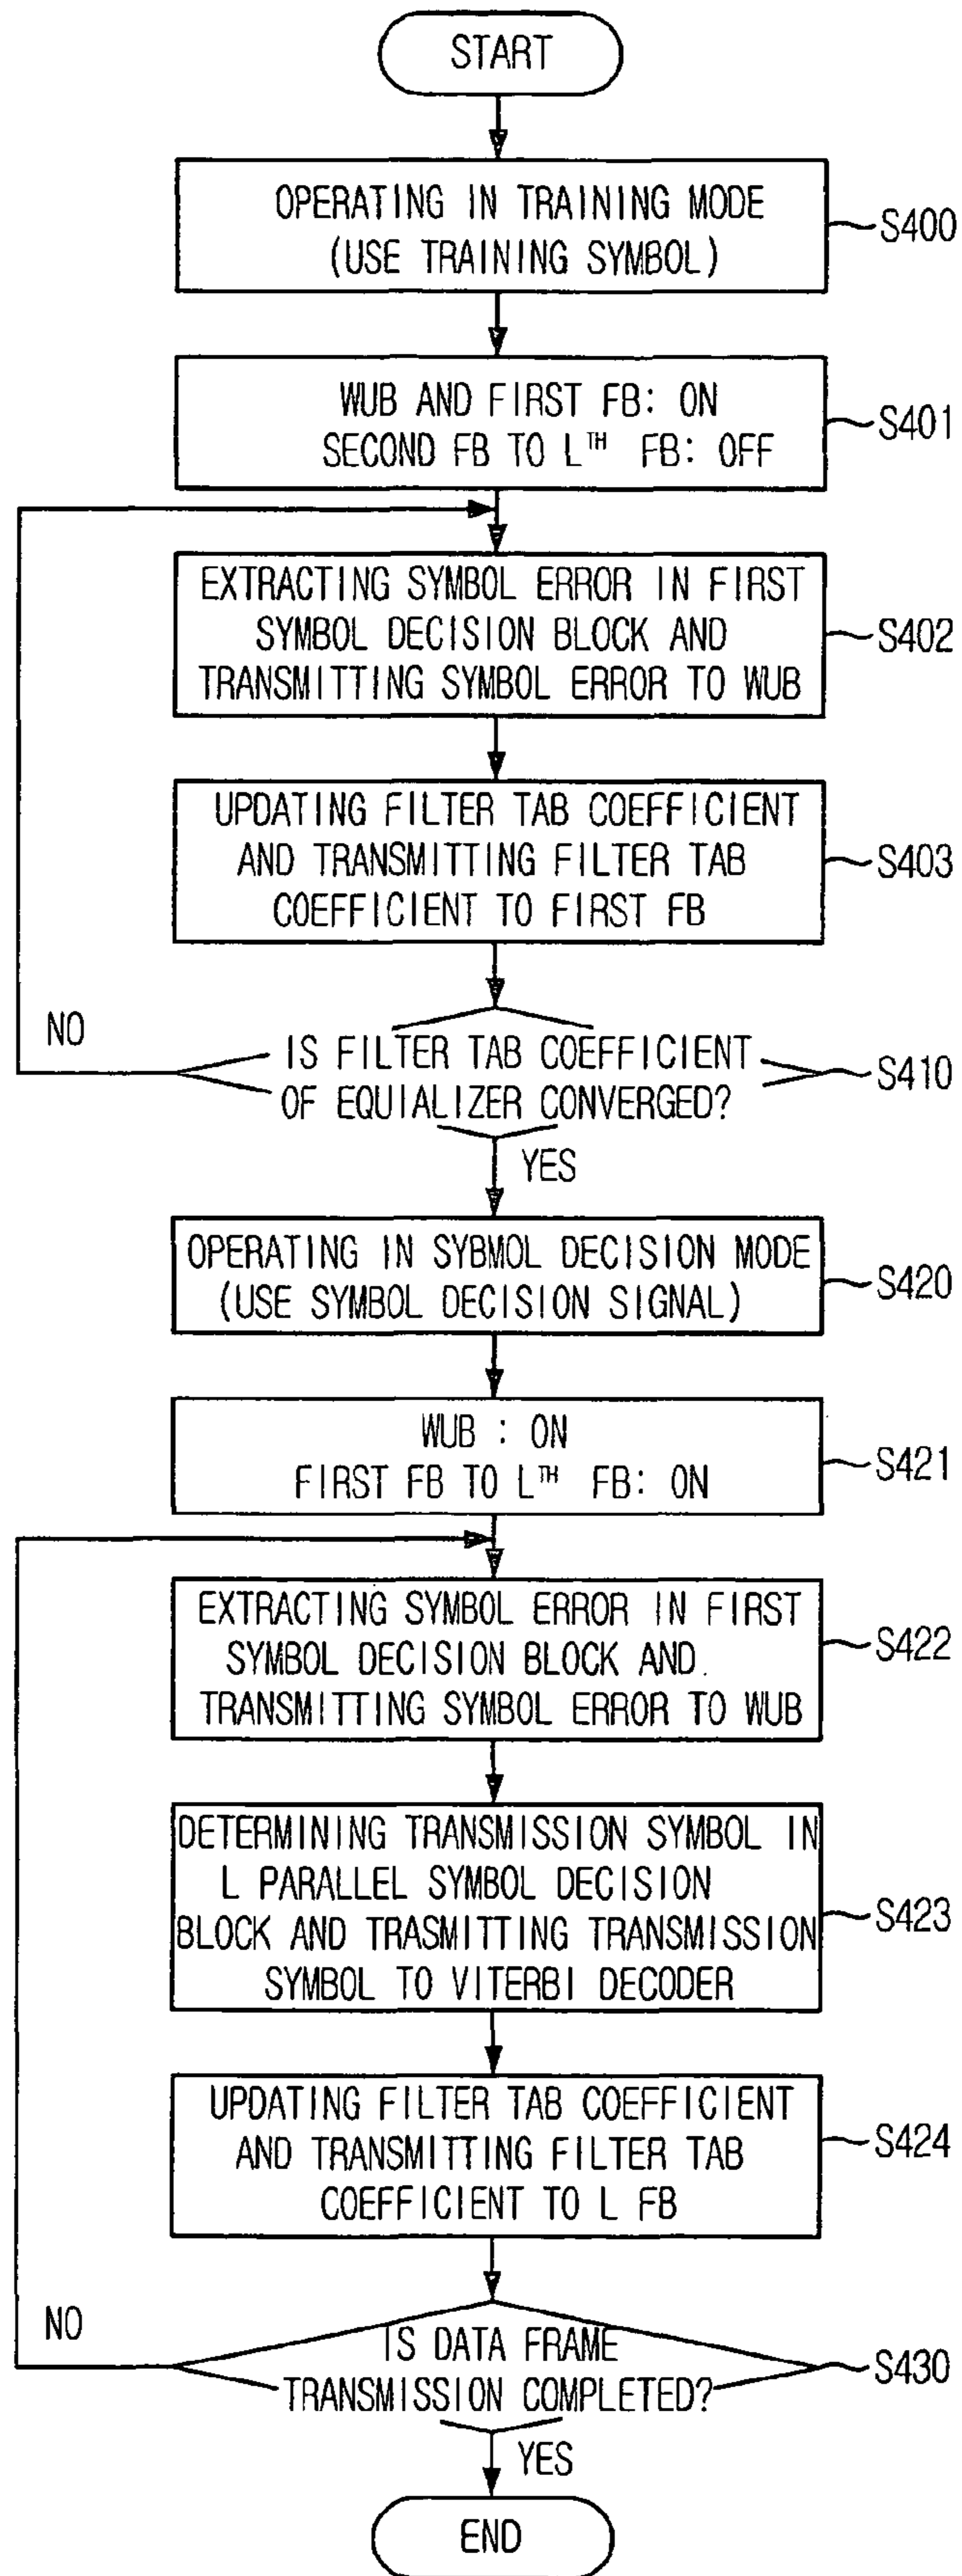 START
OPERATING IN TRAINING MODE
(USE TRAINING SYMBOL)
S400
WUB AND FIRST FB: ON
SECOND FB TO LTH FB: OFF
S401
EXTRACTING SYMBOL ERROR IN FIRST
SYMBOL DECISION BLOCK AND
TRANSMITTING SYMBOL ERROR TO WUB
S402
UPDATING FILTER TAB COEFFICIENT
AND TRANSMITTING FILTER TAB
COEFFICIENT TO FIRST FB
S403
NO
IS FILTER TAB COEFFICIENT
OF EQUIALIZER CONVERGED?
S410
YES
OPERATING IN SYBMOL DECISION MODE
(USE SYMBOL DECISION SIGNAL)
S420
WUB : ON
FIRST FB TO LTH FB: ON
S421
EXTRACTING SYMBOL ERROR IN FIRST
SYMBOL DECISION BLOCK AND
TRANSMITTING SYMBOL ERROR TO WUB
S422
DETERMINING TRANSMISSION SYMBOL IN
L PARALLEL SYMBOL DECISION
BLOCK AND TRASMITTING TRANSMISSION
SYMBOL TO VITERBI DECODER
S423
UPDATING FILTER TAB COEFFICIENT
AND TRANSMITTING FILTER TAB
COEFFICIENT TO L FB
S424
NO
IS DATA FRAME
TRANSMISSION COMPLETED?
S430
YES
END